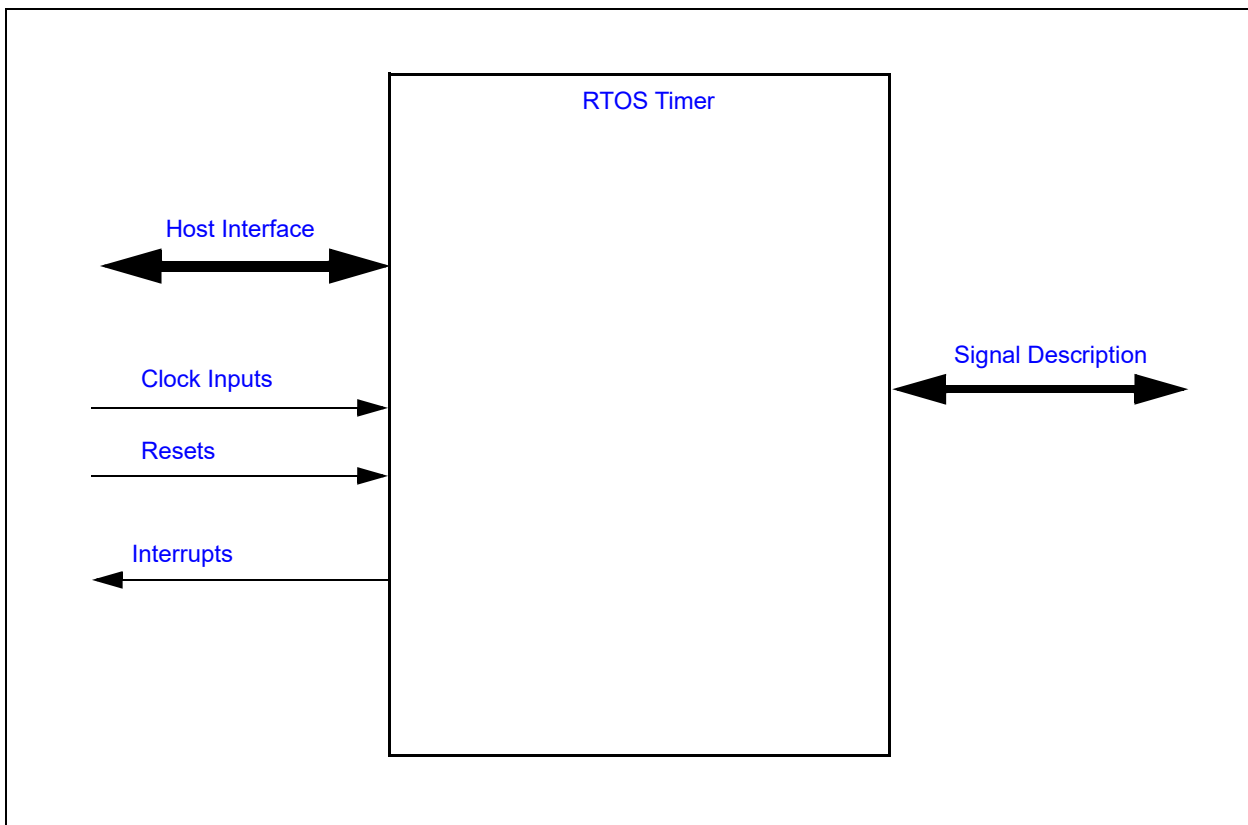 RTOS Timer
Host Interface
Signal Description
Clock Inputs
Resets
Interrupts